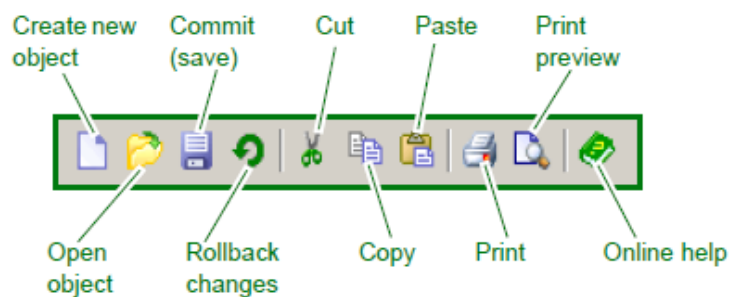 Create new
object
Commit
(save)
Cut
Paste
Print
preview
Open
object
Rollback
changes
Copy
Print
Online help